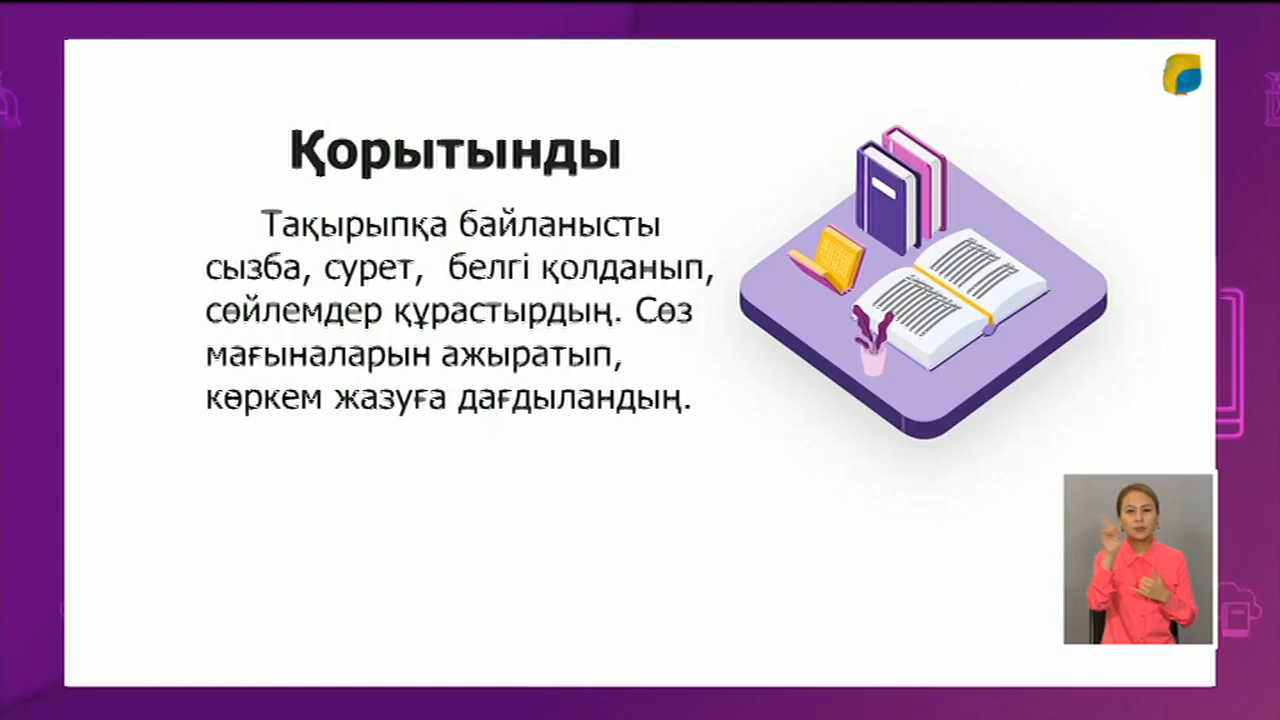 Қорытынды
Тақырыпқа байланысты
сызба, сурет, белгі қолданып,
сөйлемдер құрастырдың. Сөз
мағыналарын ажыратып,
көркем жазуға дағдыландың.